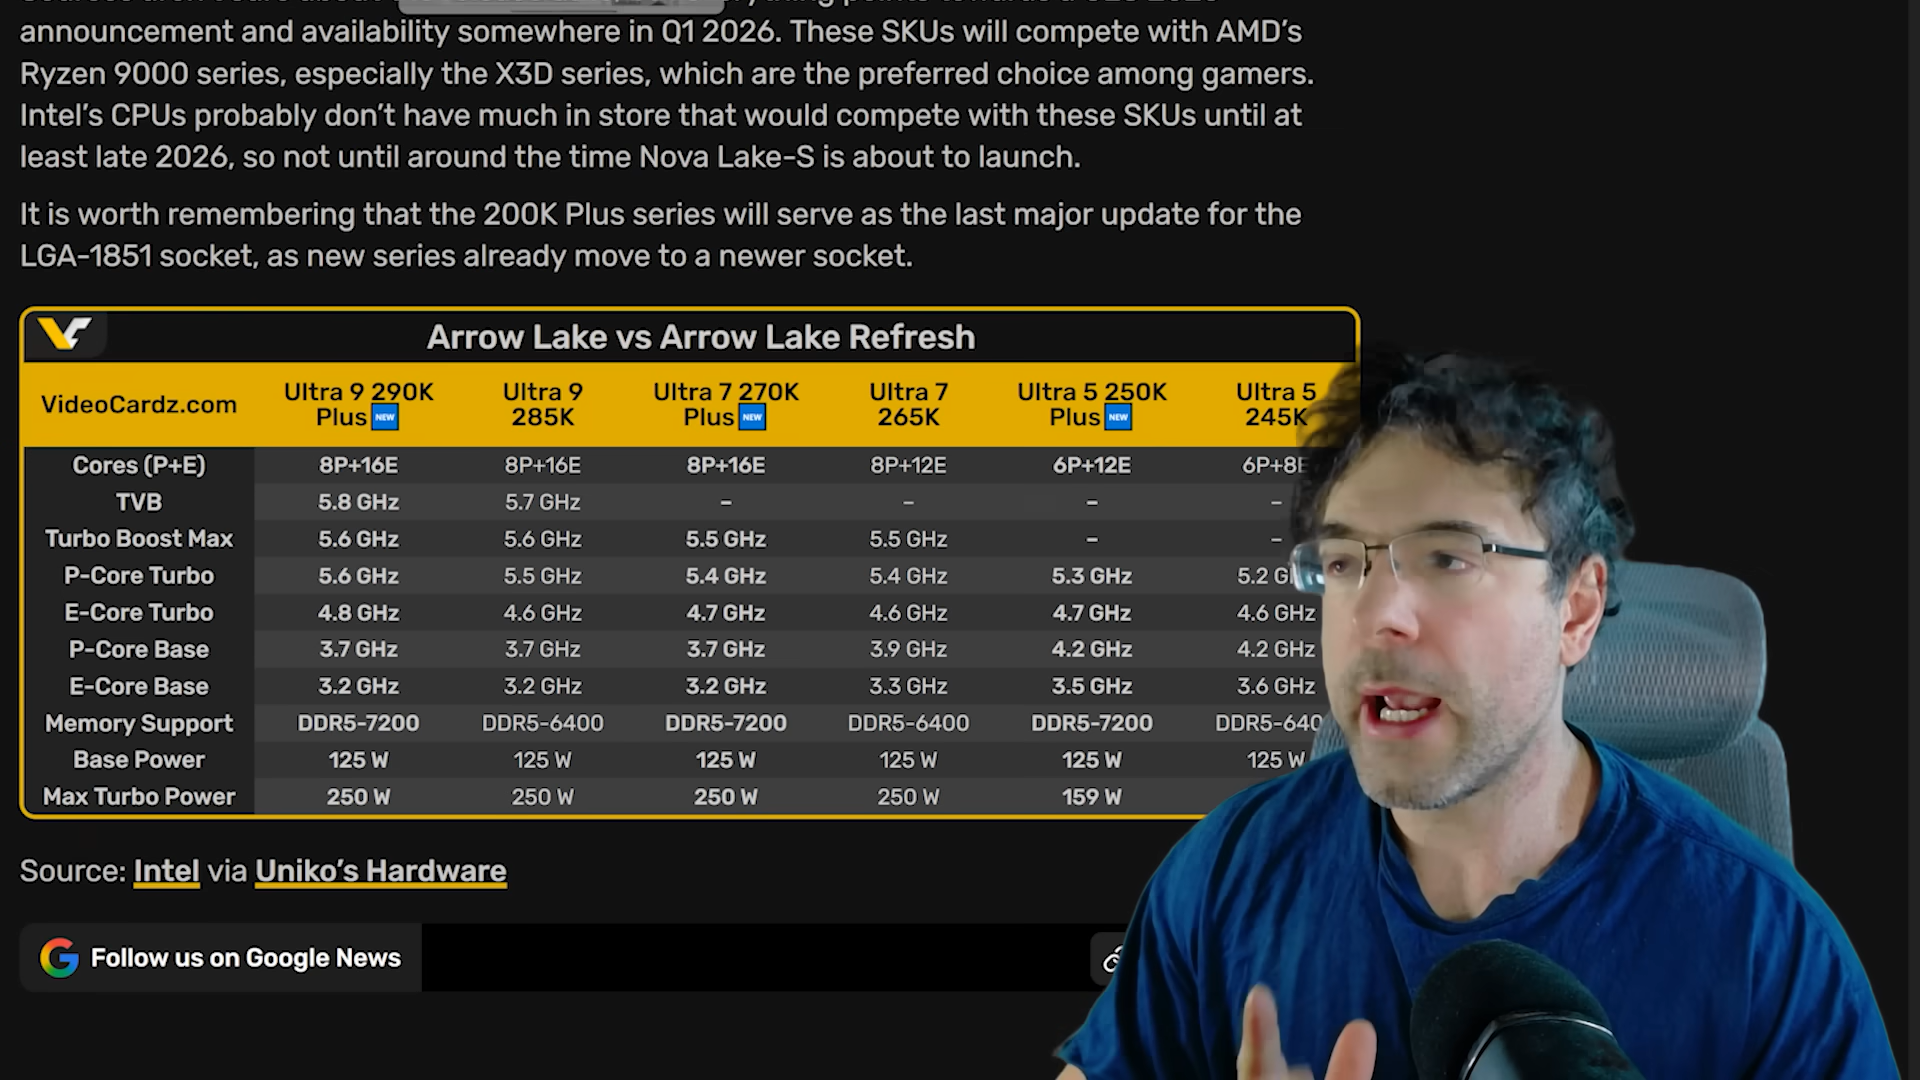 announcement and availability somewhere in Q1 2026. These SKUs will compete with AMD's
Ryzen 9000 series, especially the X3D series, which are the preferred choice among gamers.
Intel's CPUs probably don't have much in store that would compete with these SKUs until at
least late 2026, so not until around the time Nova Lake-S is about to launch.
It is worth remembering that the 200K Plus series will serve as the last major update for the
LGA-1851 socket, as new series already move to a newer socket.
Arrow Lake vs Arrow Lake Refresh
VideoCardz.com Ultra 9 290K Plus NEW Ultra 9 285K Ultra 7 270K Plus NEW Ultra 7 265K Ultra 5 250K Plus NEW Ultra 5 245K
Cores (P+E) 8P+16E 8P+16E 8P+16E 8P+12E 6P+12E 6P+8E
TVB 5.8 GHz 5.7 GHz - - - -
Turbo Boost Max 5.6 GHz 5.6 GHz 5.5 GHz 5.5 GHz - -
P-Core Turbo 5.6 GHz 5.5 GHz 5.4 GHz 5.4 GHz 5.3 GHz 5.2
E-Core Turbo 4.8 GHz 4.6 GHz 4.7 GHz 4.6 GHz 4.7 GHz 4.6 GHz
P-Core Base 3.7 GHz 3.7 GHz 3.7 GHz 3.9 GHz 4.2 GHz 4.2 GHz
E-Core Base 3.2 GHz 3.2 GHz 3.2 GHz 3.3 GHz 3.5 GHz 3.6 GHz
Memory Support DDR5-7200 DDR5-6400 DDR5-7200 DDR5-6400 DDR5-7200 DDR5-640
Base Power 125 W 125 W 125 W 125 W 125 W 125 W
Max Turbo Power 250 W 250 W 250 W 250 W 159 W
Source: Intel via Uniko's Hardware
Follow us on Google News